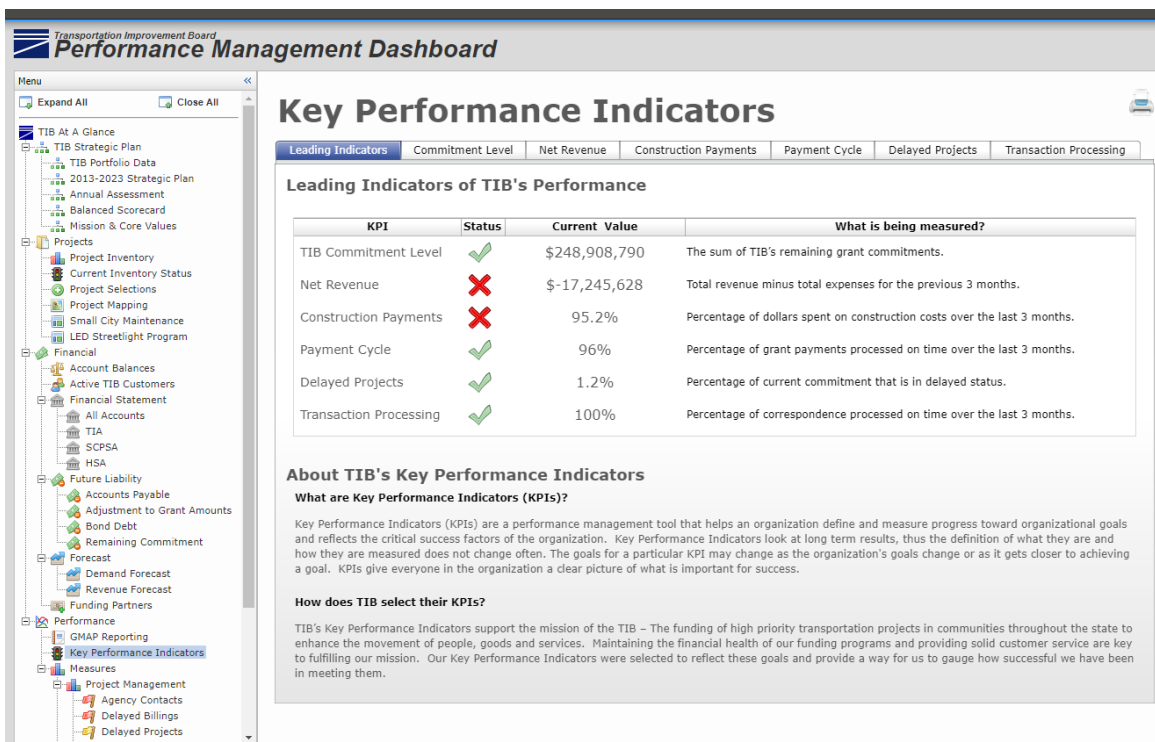 Transportation Improvement Board
Performance Management Dashboard
Menu «
Expand All Close All
TIB At A Glance
TIB Strategic Plan
TIB Portfolio Data
2013-2023 Strategic Plan
Annual Assessment
Balanced Scorecard
Mission & Core Values
Projects
Project Inventory
Current Inventory Status
Project Selections
Project Mapping
Small City Maintenance
LED Streetlight Program
Financial
Account Balances
Active TIB Customers
Financial Statement
All Accounts
TIA
SCPSA
HSA
Future Liability
Accounts Payable
Adjustment to Grant Amounts
Bond Debt
Remaining Commitment
Forecast
Demand Forecast
Revenue Forecast
Funding Partners
Performance
GMAP Reporting
Key Performance Indicators
Measures
Project Management
Agency Contacts
Delayed Billings
Delayed Projects
Key Performance Indicators
Leading Indicators Commitment Level Net Revenue Construction Payments Payment Cycle Delayed Projects Transaction Processing
Leading Indicators of TIB's Performance
KPI Status Current Value What is being measured?
TIB Commitment Level $248,908,790 The sum of TIB's remaining grant commitments.
Net Revenue $-17,245,628 Total revenue minus total expenses for the previous 3 months.
Construction Payments 95.2% Percentage of dollars spent on construction costs over the last 3 months.
Payment Cycle 96% Percentage of grant payments processed on time over the last 3 months.
Delayed Projects 1.2% Percentage of current commitment that is in delayed status.
Transaction Processing 100% Percentage of correspondence processed on time over the last 3 months.
About TIB's Key Performance Indicators
What are Key Performance Indicators (KPIs)?
Key Performance Indicators (KPIs) are a performance management tool that helps an organization define and measure progress toward organizational goals
and reflects the critical success factors of the organization. Key Performance Indicators look at long term results, thus the definition of what they are and
how they are measured does not change often. The goals for a particular KPI may change as the organization's goals change or as it gets closer to achieving
a goal. KPIs give everyone in the organization a clear picture of what is important for success.
How does TIB select their KPIs?
TIB's Key Performance Indicators support the mission of the TIB – The funding of high priority transportation projects in communities throughout the state to
enhance the movement of people, goods and services. Maintaining the financial health of our funding programs and providing solid customer service are key
to fulfilling our mission. Our Key Performance Indicators were selected to reflect these goals and provide a way for us to gauge how successful we have been
in meeting them.